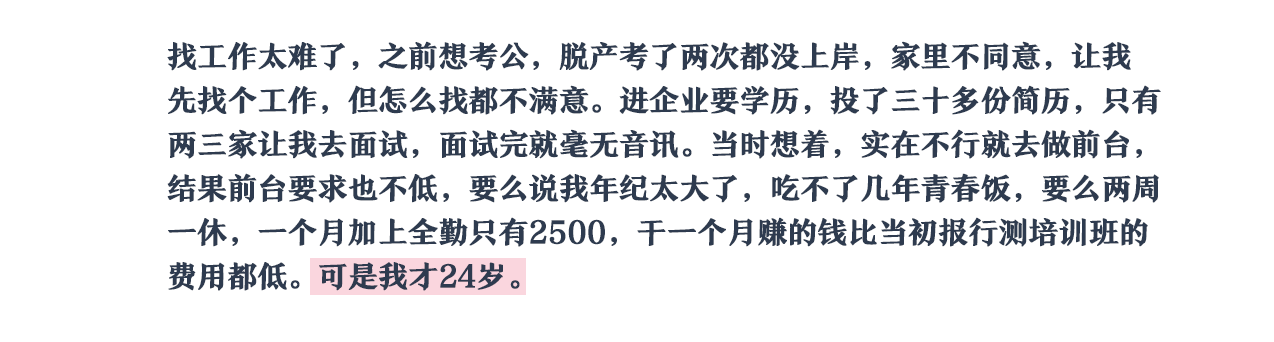 找工作太难了，之前想考公，脱产考了两次都没上岸，家里不同意，让我
先找个工作，但怎么找都不满意。进企业要学历，投了三十多份简历，只有
两三家让我去面试，面试完就毫无音讯。当时想着，实在不行就去做前台，
结果前台要求也不低，要么说我年纪太大了，吃不了几年青春饭，要么两周
一休，一个月加上全勤只有2500，干一个月赚的钱比当初报行测培训班的
费用都低。可是我才24岁。